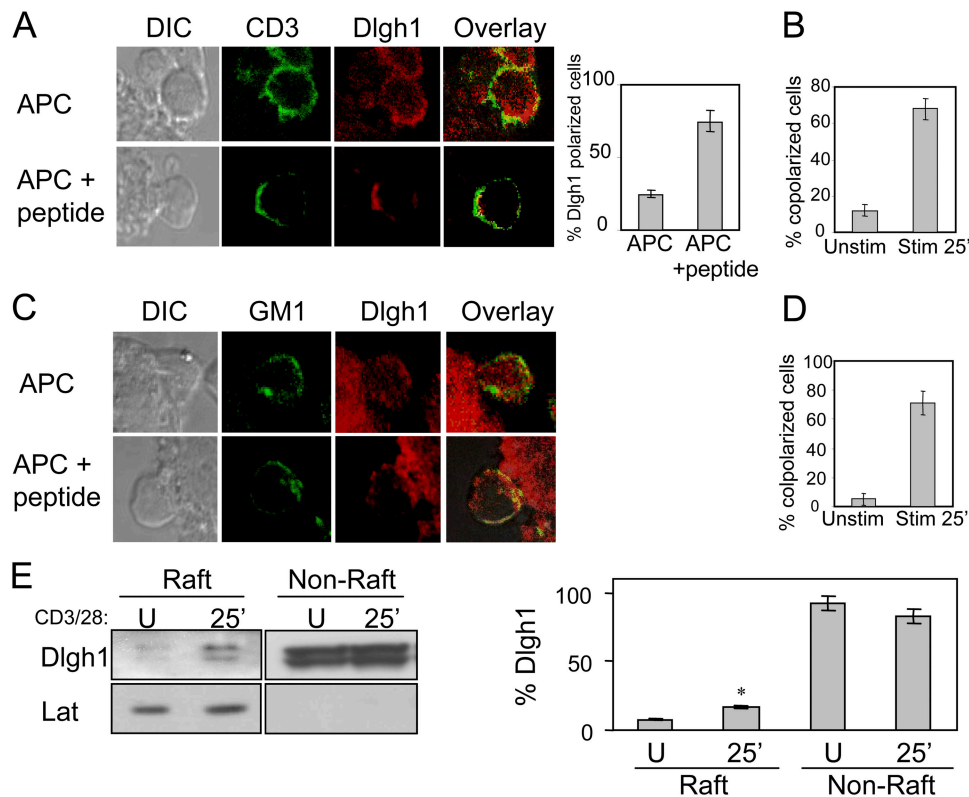 A
DIC CD3 Dlgh1 Overlay
APC
APC +
peptide
% Dlgh1 polarized cells
100
50
0
APC APC
+peptide
B
% copolarized cells
80
60
40
20
0
Unstim Stim 25'
C
DIC GM1 Dlgh1 Overlay
APC
APC +
peptide
D
% colpolarized cells
100
80
60
40
20
0
Unstim Stim 25'
E
Raft Non-Raft
CD3/28: U 25' U 25'
Dlgh1
Lat
% Dlgh1
100
50
0
*
U 25' U 25'
Raft Non-Raft